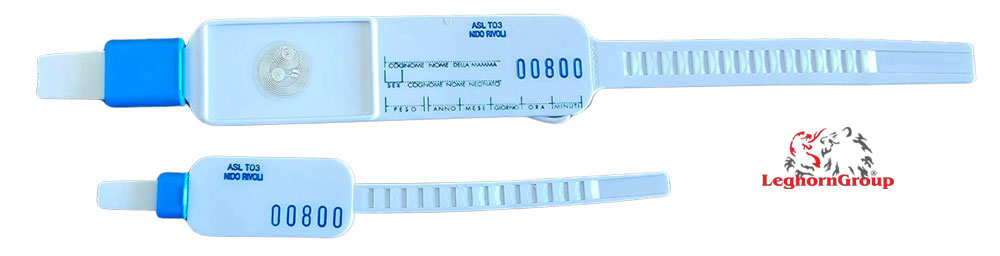 ASL TO3
NIDO RIVOLI
COGNOME NOME DELLA MAMMA
00800
SEX COGNOME NOME NEONATO
PESO ANNO MESE GIORNO ORA MINUTI
ASL TO3
NIDO RIVOLI
00800
LeghornGroup®